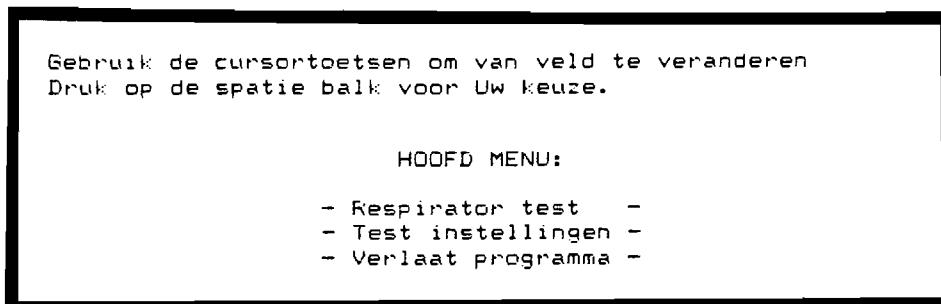 Gebruik de cursortoetsen om van veld te veranderen
Druk op de spatie balk voor Uw keuze.
HOOFD MENU:
- Respirator test -
- Test instellingen -
- Verlaat programma -